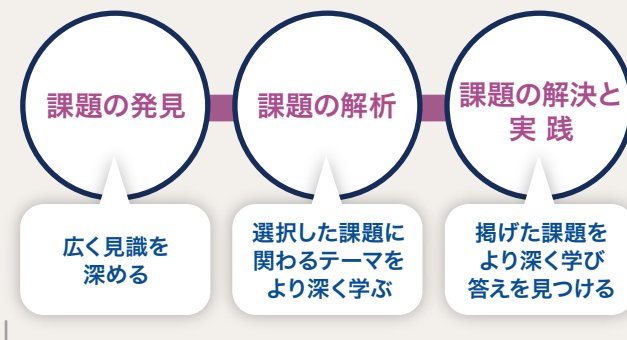 課題の発見
課題の解析
課題の解決と
実 践
広く見識を
深める
選択した課題に
関わるテーマを
より深く学ぶ
掲げた課題を
より深く学び
答えを見つける